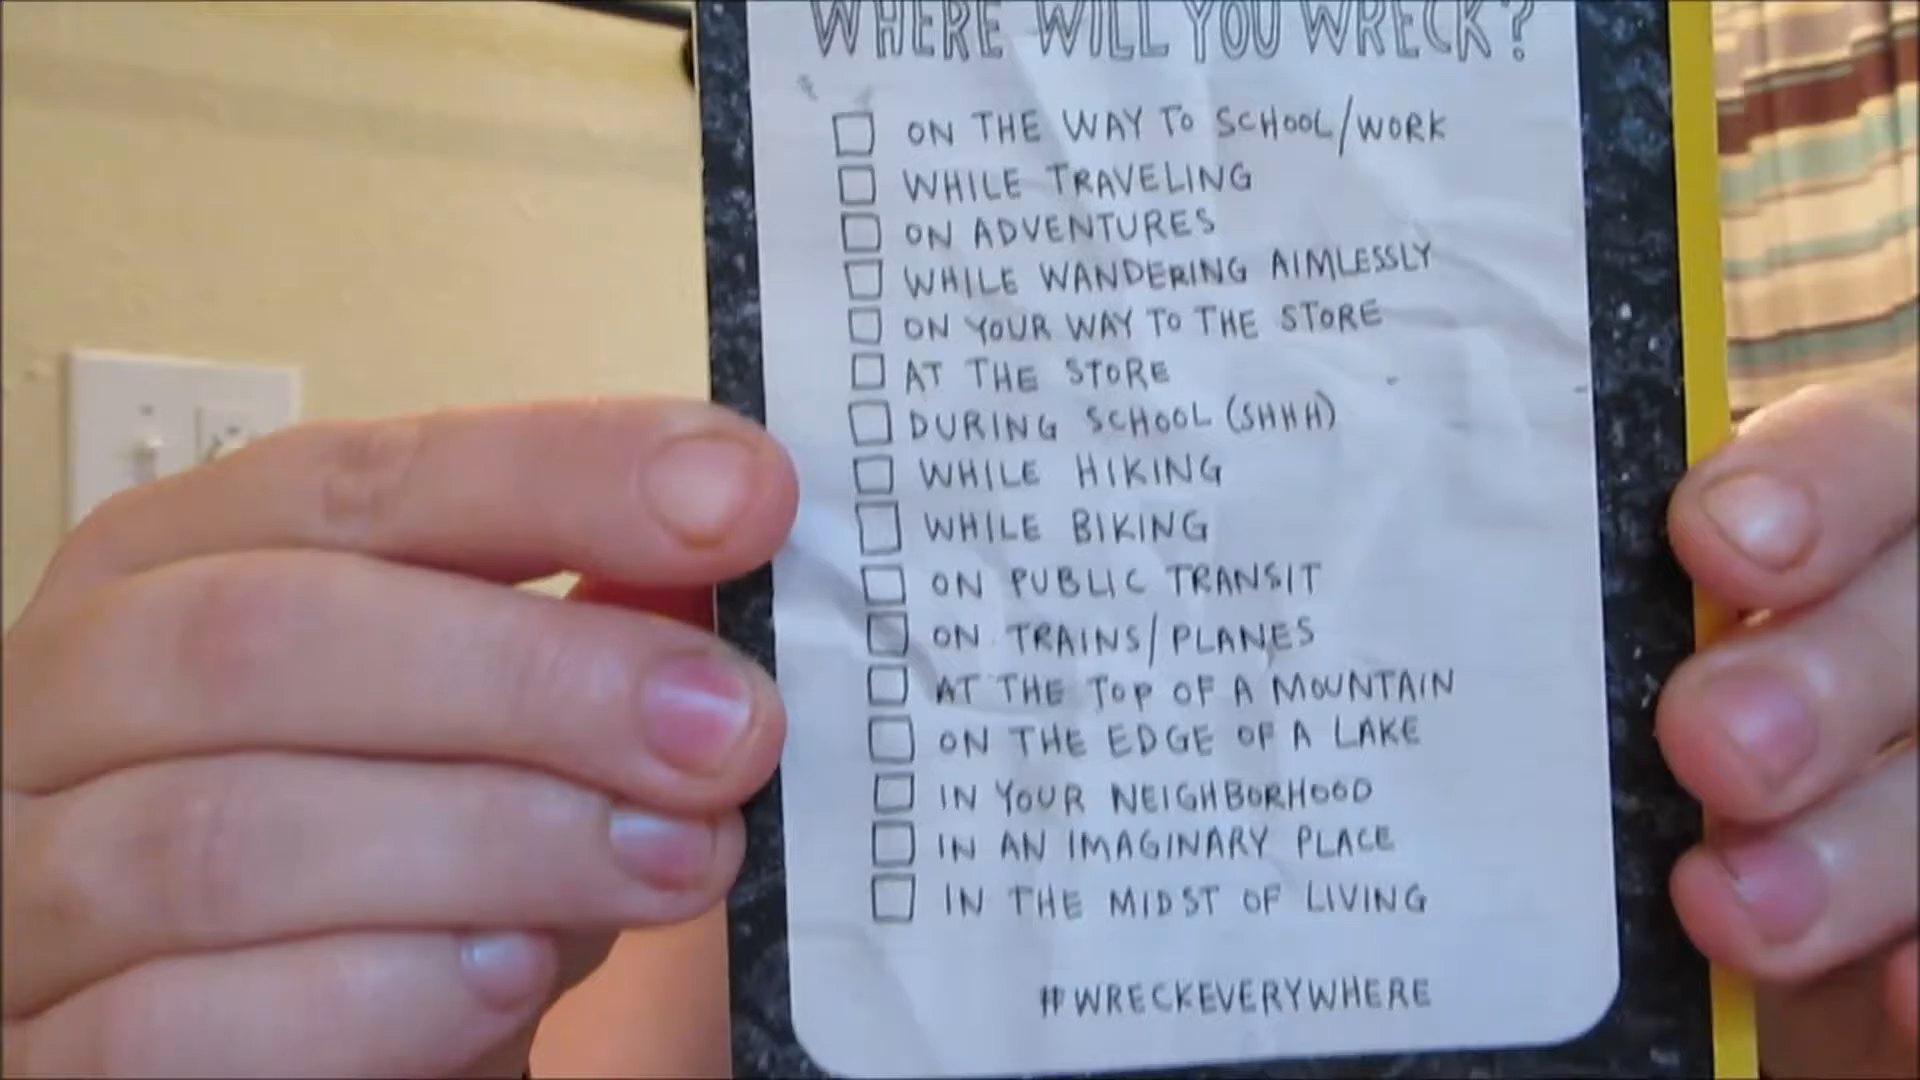 WHERE WILL YOU WRECK?
ON THE WAY TO SCHOOL/WORK
WHILE TRAVELING
ON ADVENTURES
WHILE WANDERING AIMLESSLY
ON YOUR WAY TO THE STORE
AT THE STORE
DURING SCHOOL (SHHH)
WHILE HIKING
WHILE BIKING
ON PUBLIC TRANSIT
ON TRAINS/PLANES
AT THE TOP OF A MOUNTAIN
ON THE EDGE OF A LAKE
IN YOUR NEIGHBORHOOD
IN AN IMAGINARY PLACE
IN THE MIDST OF LIVING
#WRECKEVERYWHERE